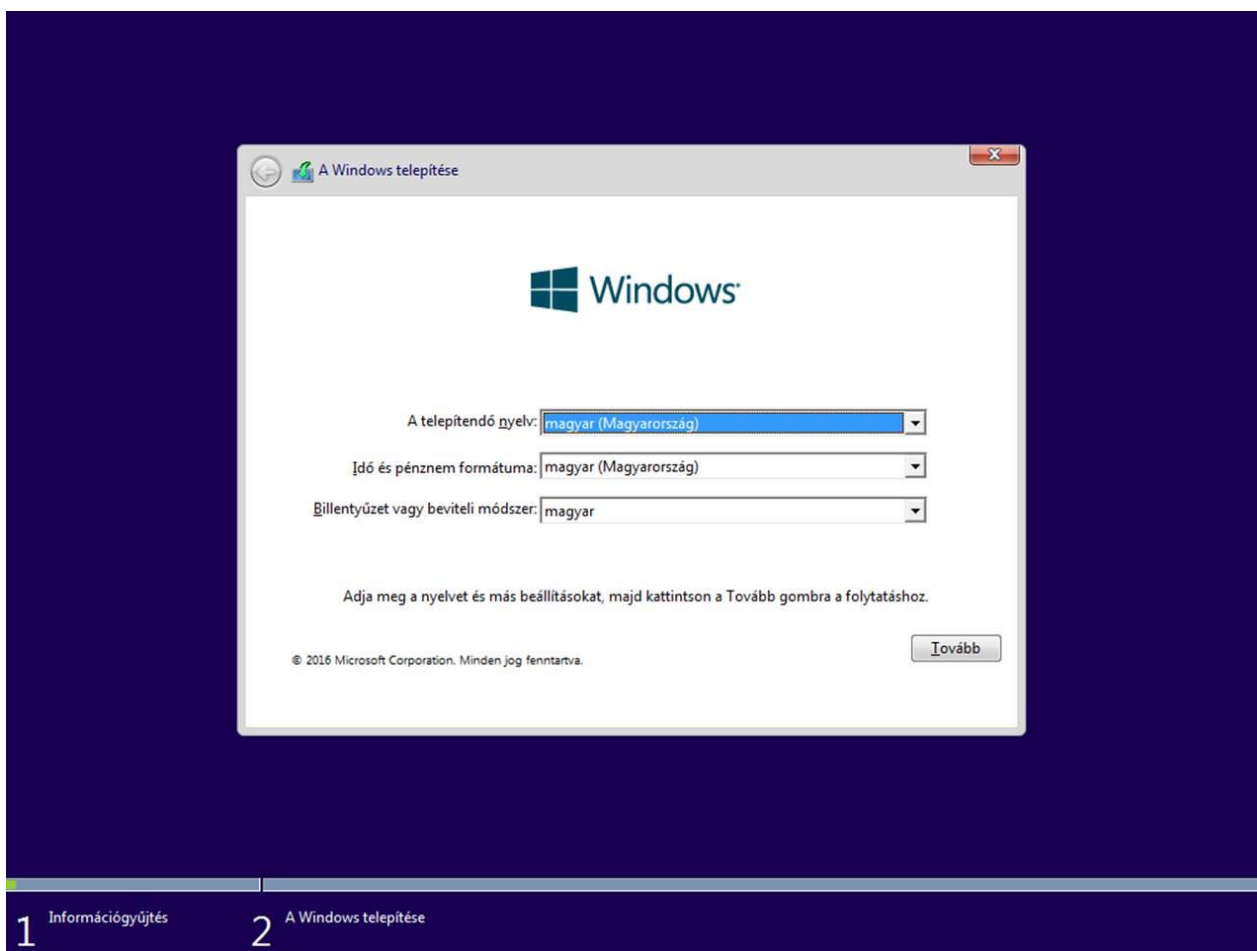 A Windows telepítése
Windows
A telepítendő nyelv: magyar (Magyarország)
Idő és pénznem formátuma: magyar (Magyarország)
Billentyűzet vagy beviteli módszer: magyar
Adja meg a nyelvet és más beállításokat, majd kattintson a Tovább gombra a folytatáshoz.
© 2016 Microsoft Corporation. Minden jog fenntartva.
Tovább
1 Információgyűjtés
2 A Windows telepítése